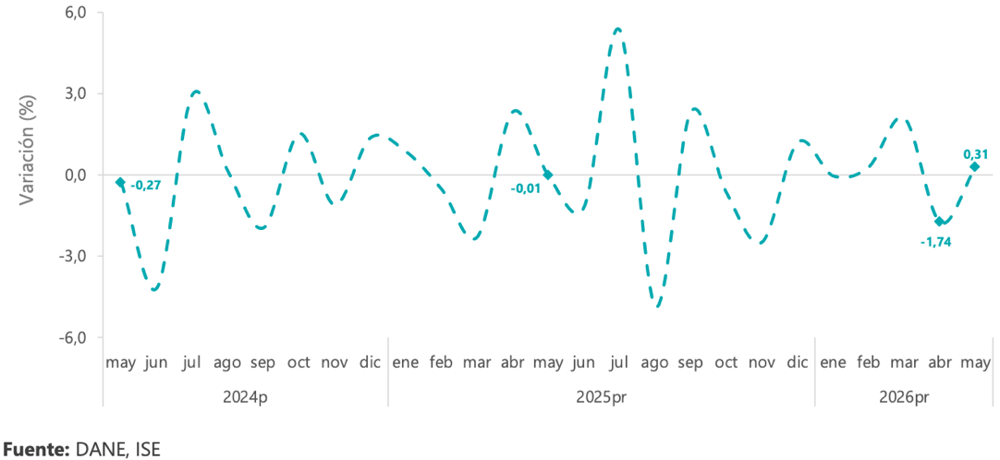 6,0
3,0
0,0
-3,0
-6,0
Variación (%)
-0,27
-0,01
-1,74
0,31
may jun jul ago sep oct nov dic ene feb mar abr may jun jul ago sep oct nov dic ene feb mar abr may
2024p 2025pr 2026pr
Fuente: DANE, ISE